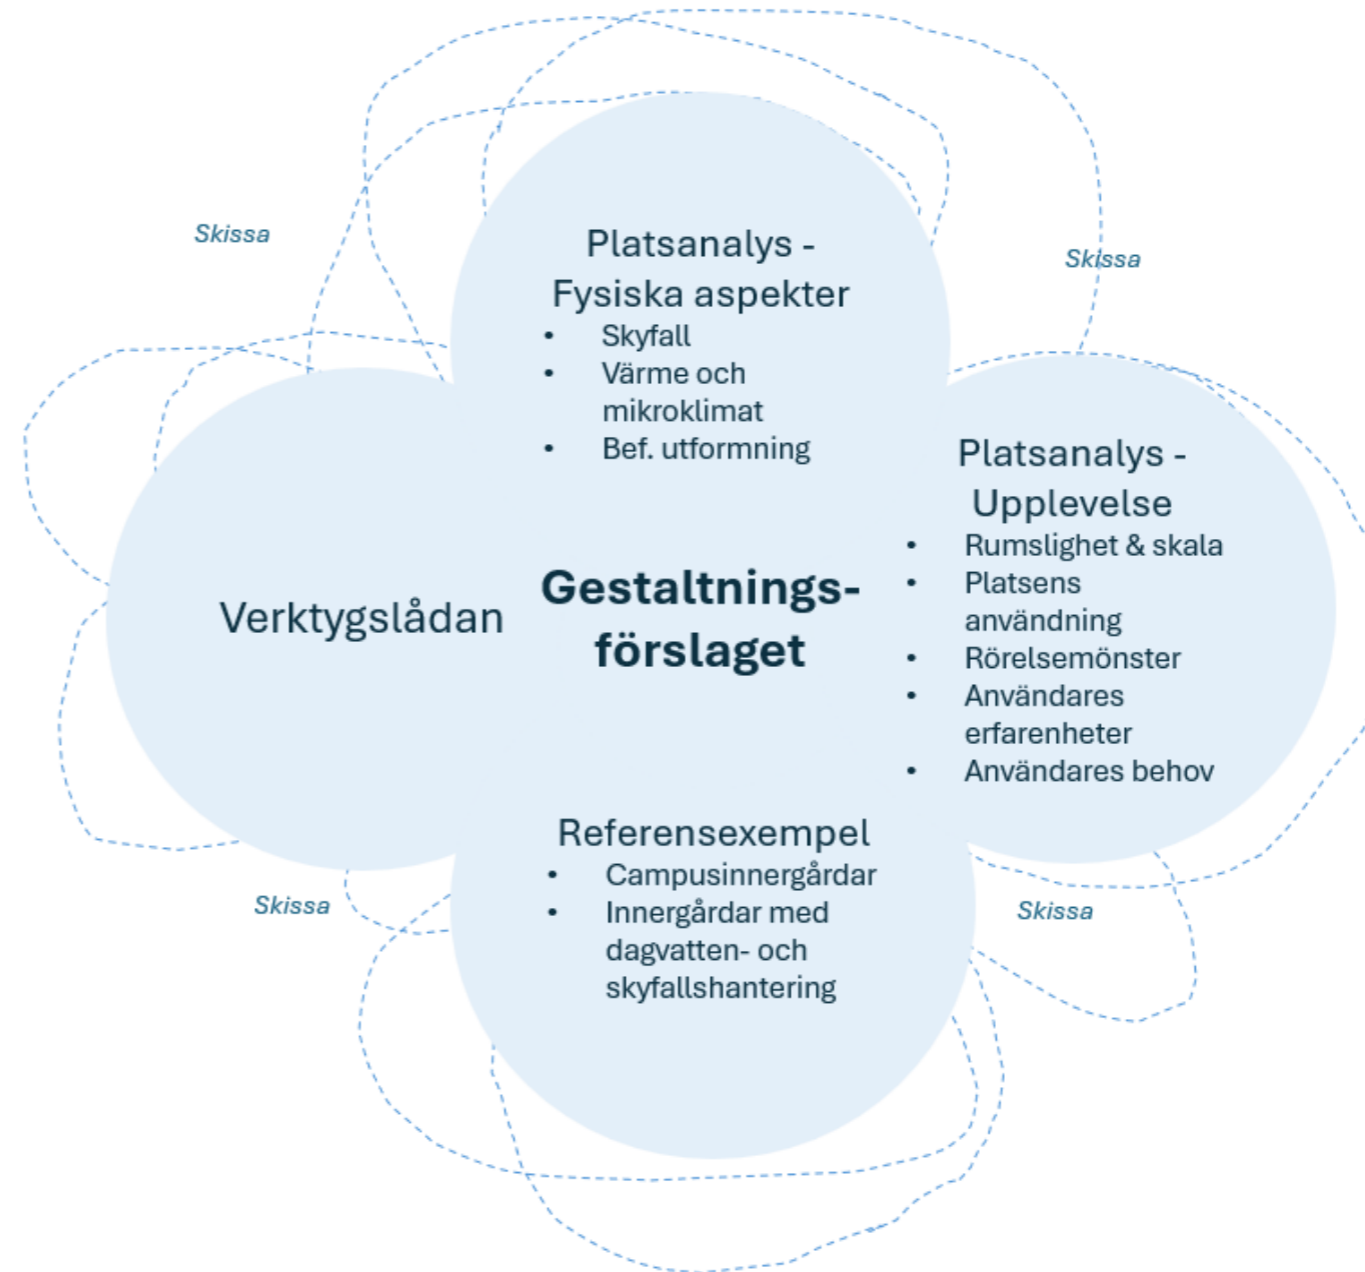 Skissa
Platsanalys -
Fysiska aspekter
• Skyfall
• Värme och
mikroklimat
• Bef. utformning
Skissa
Verktygslådan
Gestaltnings-
förslaget
Platsanalys -
Upplevelse
• Rumslighet & skala
• Platsens
användning
• Rörelsemönster
• Användares
erfarenheter
• Användares behov
Referensexempel
• Campusinnergårdar
• Innergårdar med
dagvatten- och
skyfallshantering
Skissa
Skissa